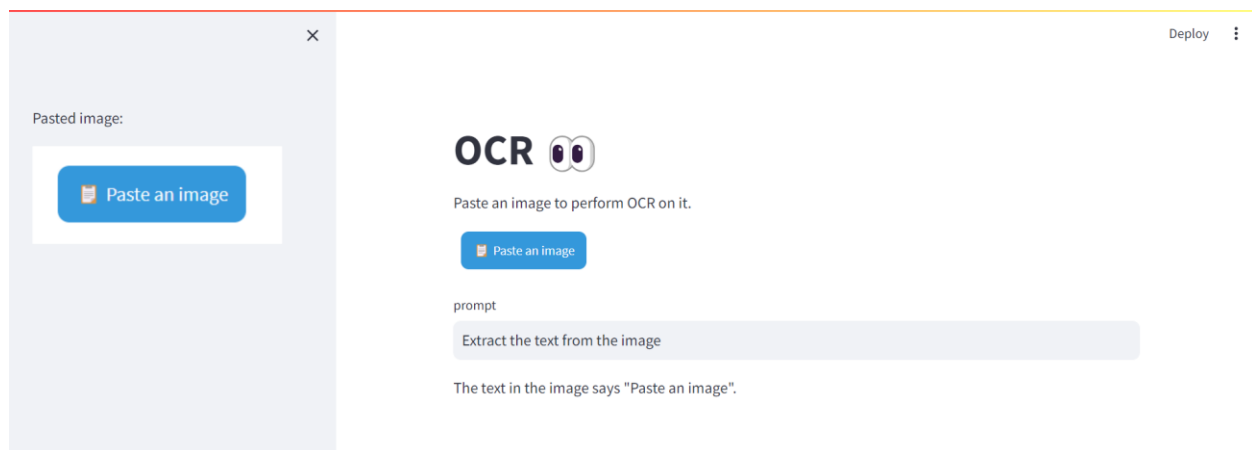 Deploy
Pasted image:
📋 Paste an image
OCR 👀
Paste an image to perform OCR on it.
📋 Paste an image
prompt
Extract the text from the image
The text in the image says "Paste an image".